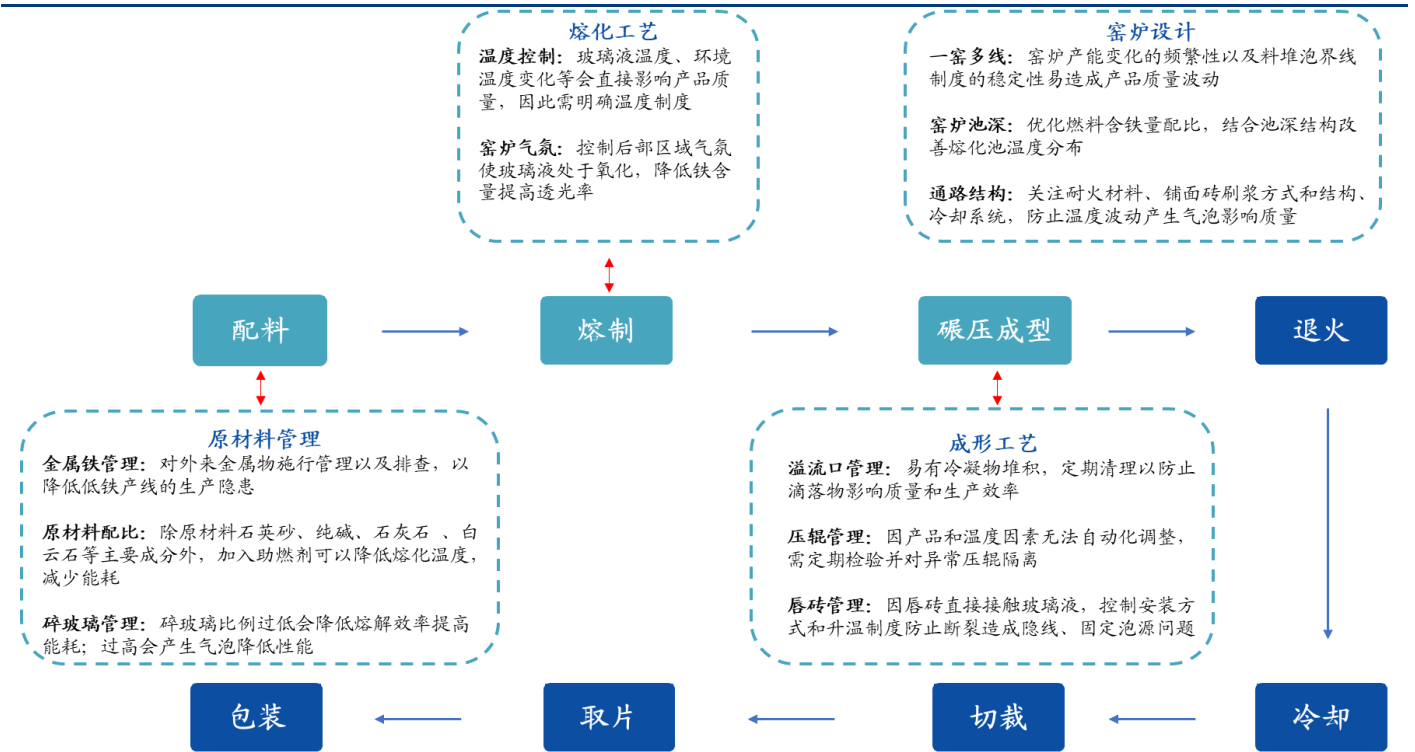 熔化工艺
温度控制：玻璃液温度、环境
温度变化等会直接影响产品质
量，因此需明确温度制度
窑炉气氛：控制后部区域气氛
使玻璃液处于氧化，降低铁含
量提高透光率
窑炉设计
一窑多线：窑炉产能变化的频繁性以及料堆泡界线
制度的稳定性易造成产品质量波动
窑炉池深：优化燃料含铁量配比，结合池深结构改
善熔化池温度分布
通路结构：关注耐火材料、铺面砖刷浆方式和结构、
冷却系统，防止温度波动产生气泡影响质量
配料
熔制
碾压成型
退火
原材料管理
金属铁管理：对外来金属物施行管理以及排查，以
降低低铁产线的生产隐患
原材料配比：除原材料石英砂、纯碱、石灰石 、白
云石等主要成分外，加入助燃剂可以降低熔化温度，
减少能耗
碎玻璃管理：碎玻璃比例过低会降低熔解效率提高
能耗；过高会产生气泡降低性能
成形工艺
溢流口管理：易有冷凝物堆积，定期清理以防止
滴落物影响质量和生产效率
压辊管理：因产品和温度因素无法自动化调整，
需定期检验并对异常压辊隔离
唇砖管理：因唇砖直接接触玻璃液，控制安装方
式和升温制度防止断裂造成隐线、固定泡源问题
包装
取片
切裁
冷却